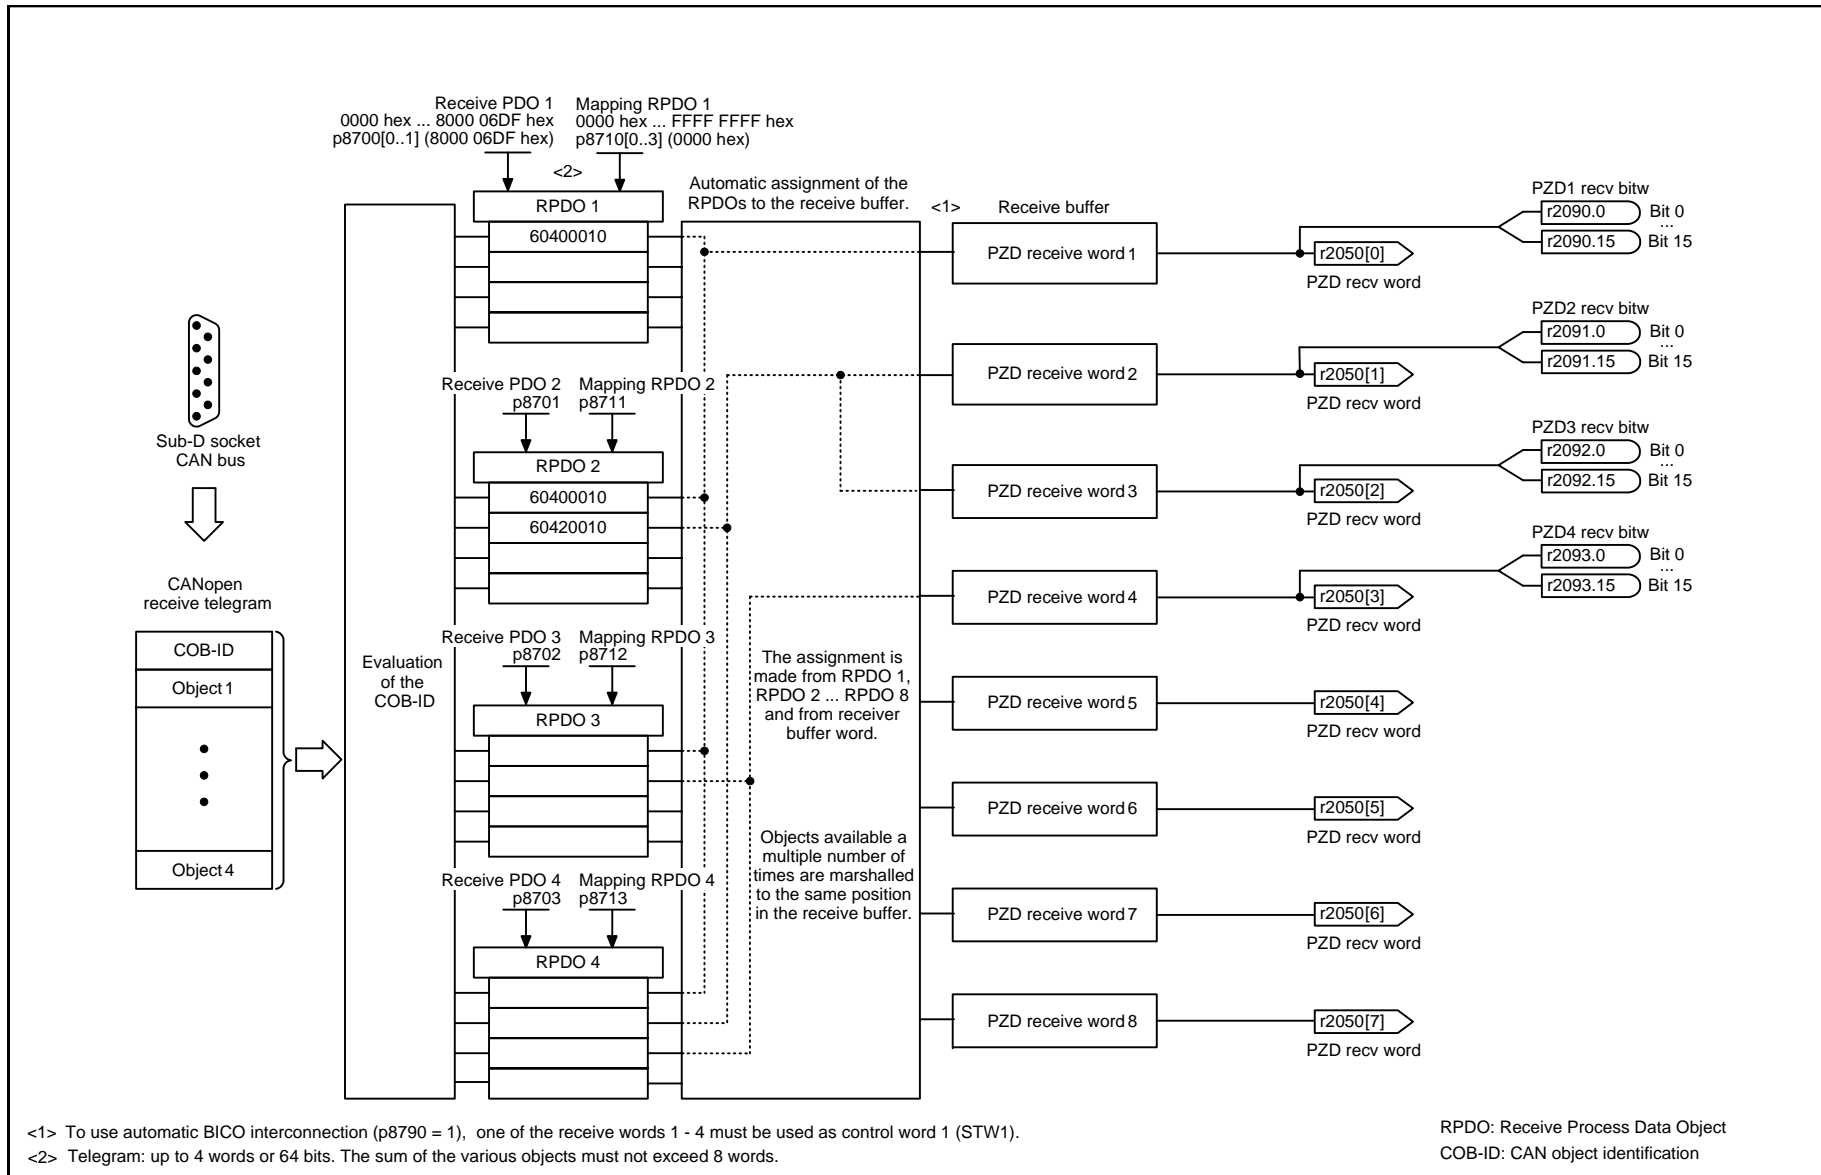 Receive PDO 1
0000 hex ... 8000 06DF hex
p8700[0..1] (8000 06DF hex)
Mapping RPDO 1
0000 hex ... FFFF FFFF hex
p8710[0..3] (0000 hex)
<2>
RPDO 1
60400010
Automatic assignment of the
RPDOs to the receive buffer.
<1>
Receive buffer
PZD receive word 1
r2050[0]
PZD recv word
PZD1 recv bitw
r2090.0
Bit 0
...
r2090.15
Bit 15
PZD receive word 2
r2050[1]
PZD recv word
PZD2 recv bitw
r2091.0
Bit 0
...
r2091.15
Bit 15
Sub-D socket
CAN bus
Receive PDO 2
p8701
Mapping RPDO 2
p8711
RPDO 2
60400010
60420010
PZD receive word 3
r2050[2]
PZD recv word
PZD3 recv bitw
r2092.0
Bit 0
...
r2092.15
Bit 15
PZD receive word 4
r2050[3]
PZD recv word
PZD4 recv bitw
r2093.0
Bit 0
...
r2093.15
Bit 15
CANopen
receive telegram
COB-ID
Object 1
Object 4
Evaluation
of the
COB-ID
Receive PDO 3
p8702
Mapping RPDO 3
p8712
RPDO 3
The assignment is
made from RPDO 1,
RPDO 2 ... RPDO 8
and from receiver
buffer word.
PZD receive word 5
r2050[4]
PZD recv word
PZD receive word 6
r2050[5]
PZD recv word
Objects available a
multiple number of
times are marshalled
to the same position
in the receive buffer.
Receive PDO 4
p8703
Mapping RPDO 4
p8713
RPDO 4
PZD receive word 7
r2050[6]
PZD recv word
PZD receive word 8
r2050[7]
PZD recv word
<1> To use automatic BICO interconnection (p8790 = 1), one of the receive words 1 - 4 must be used as control word 1 (STW1).
<2> Telegram: up to 4 words or 64 bits. The sum of the various objects must not exceed 8 words.
RPDO: Receive Process Data Object
COB-ID: CAN object identification